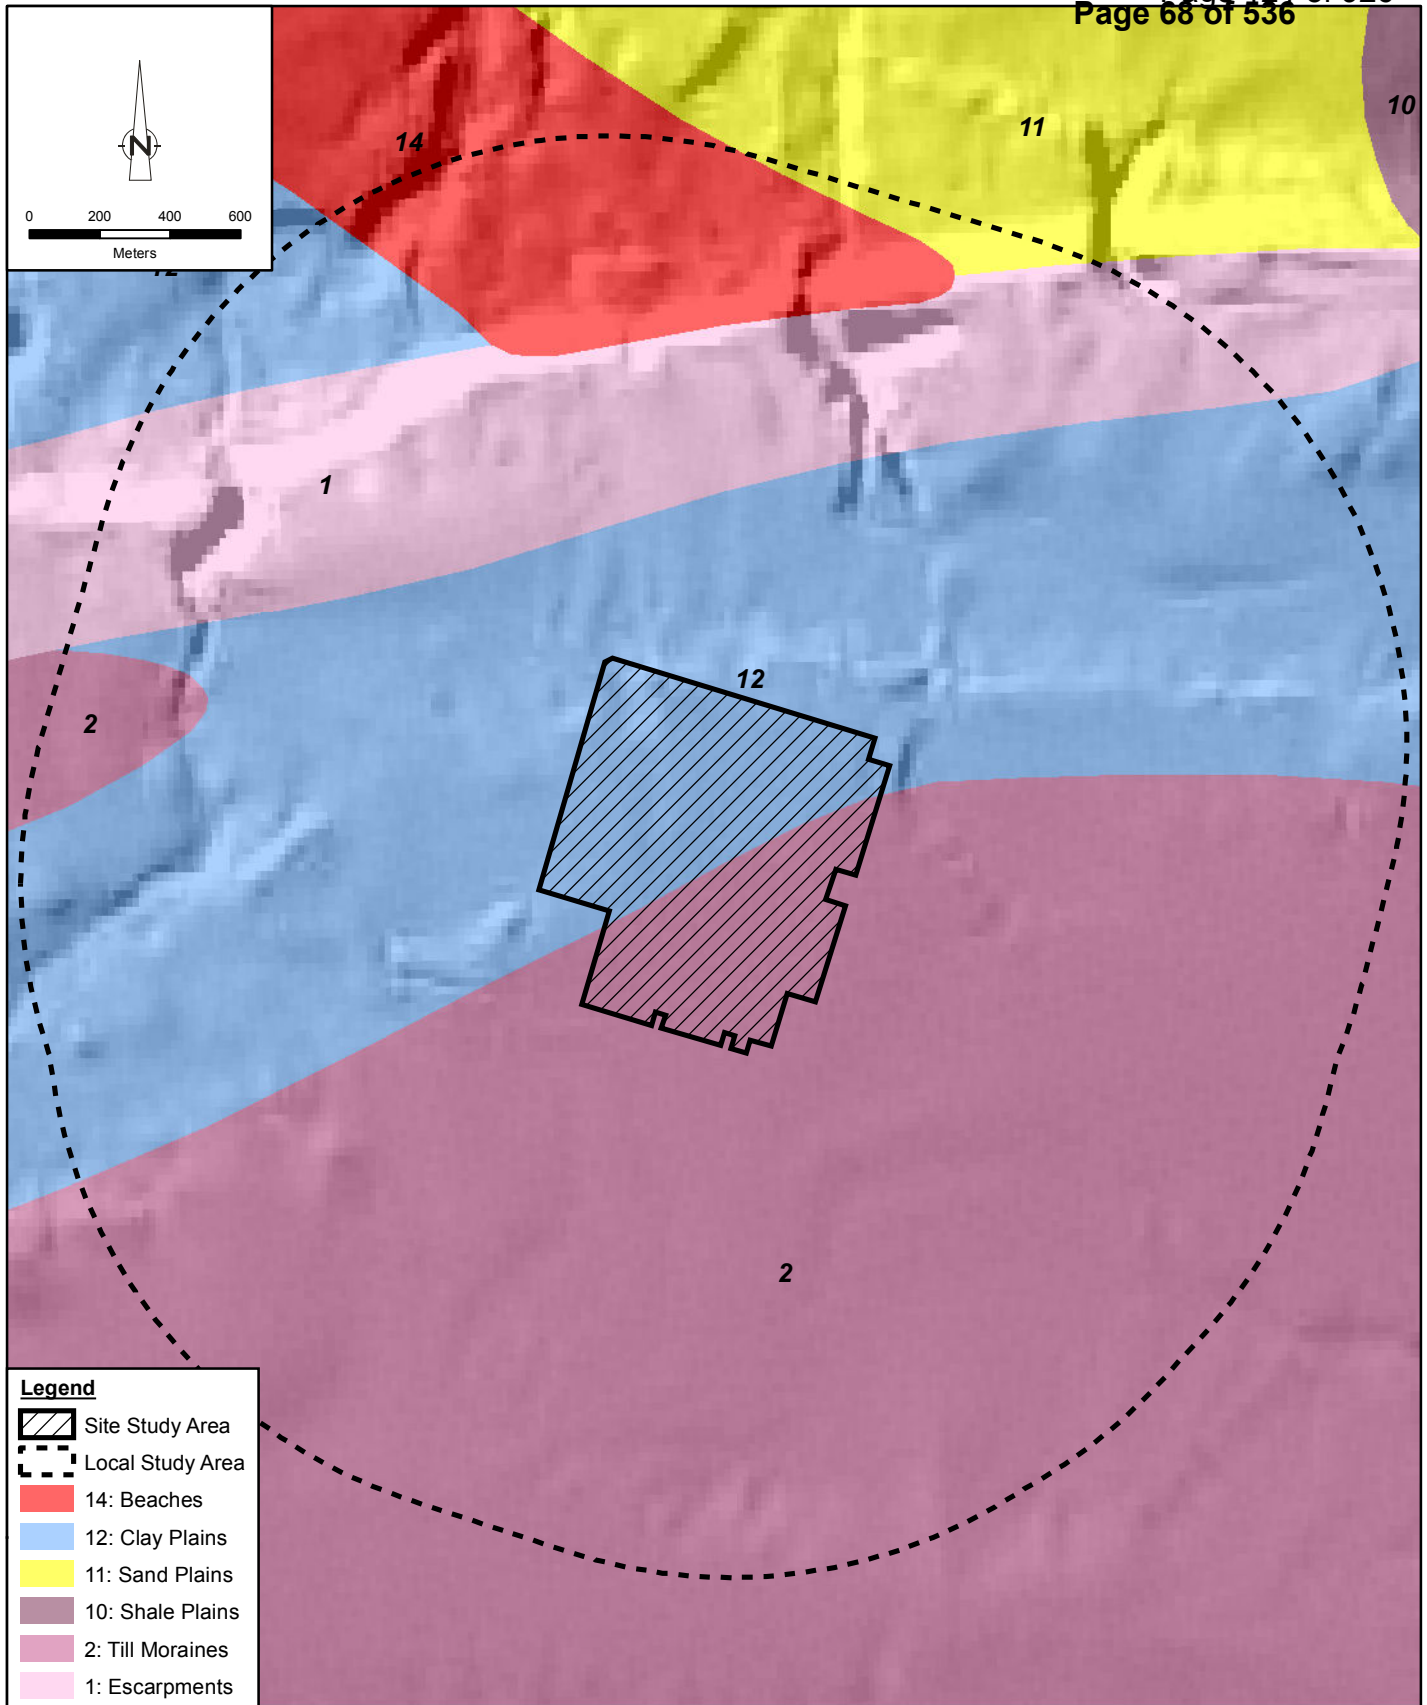 Page 68 of 536
N
0 200 400 600
Meters
14
11
10
12
1
12
2
2
Legend
Site Study Area
Local Study Area
14: Beaches
12: Clay Plains
11: Sand Plains
10: Shale Plains
2: Till Moraines
1: Escarpments